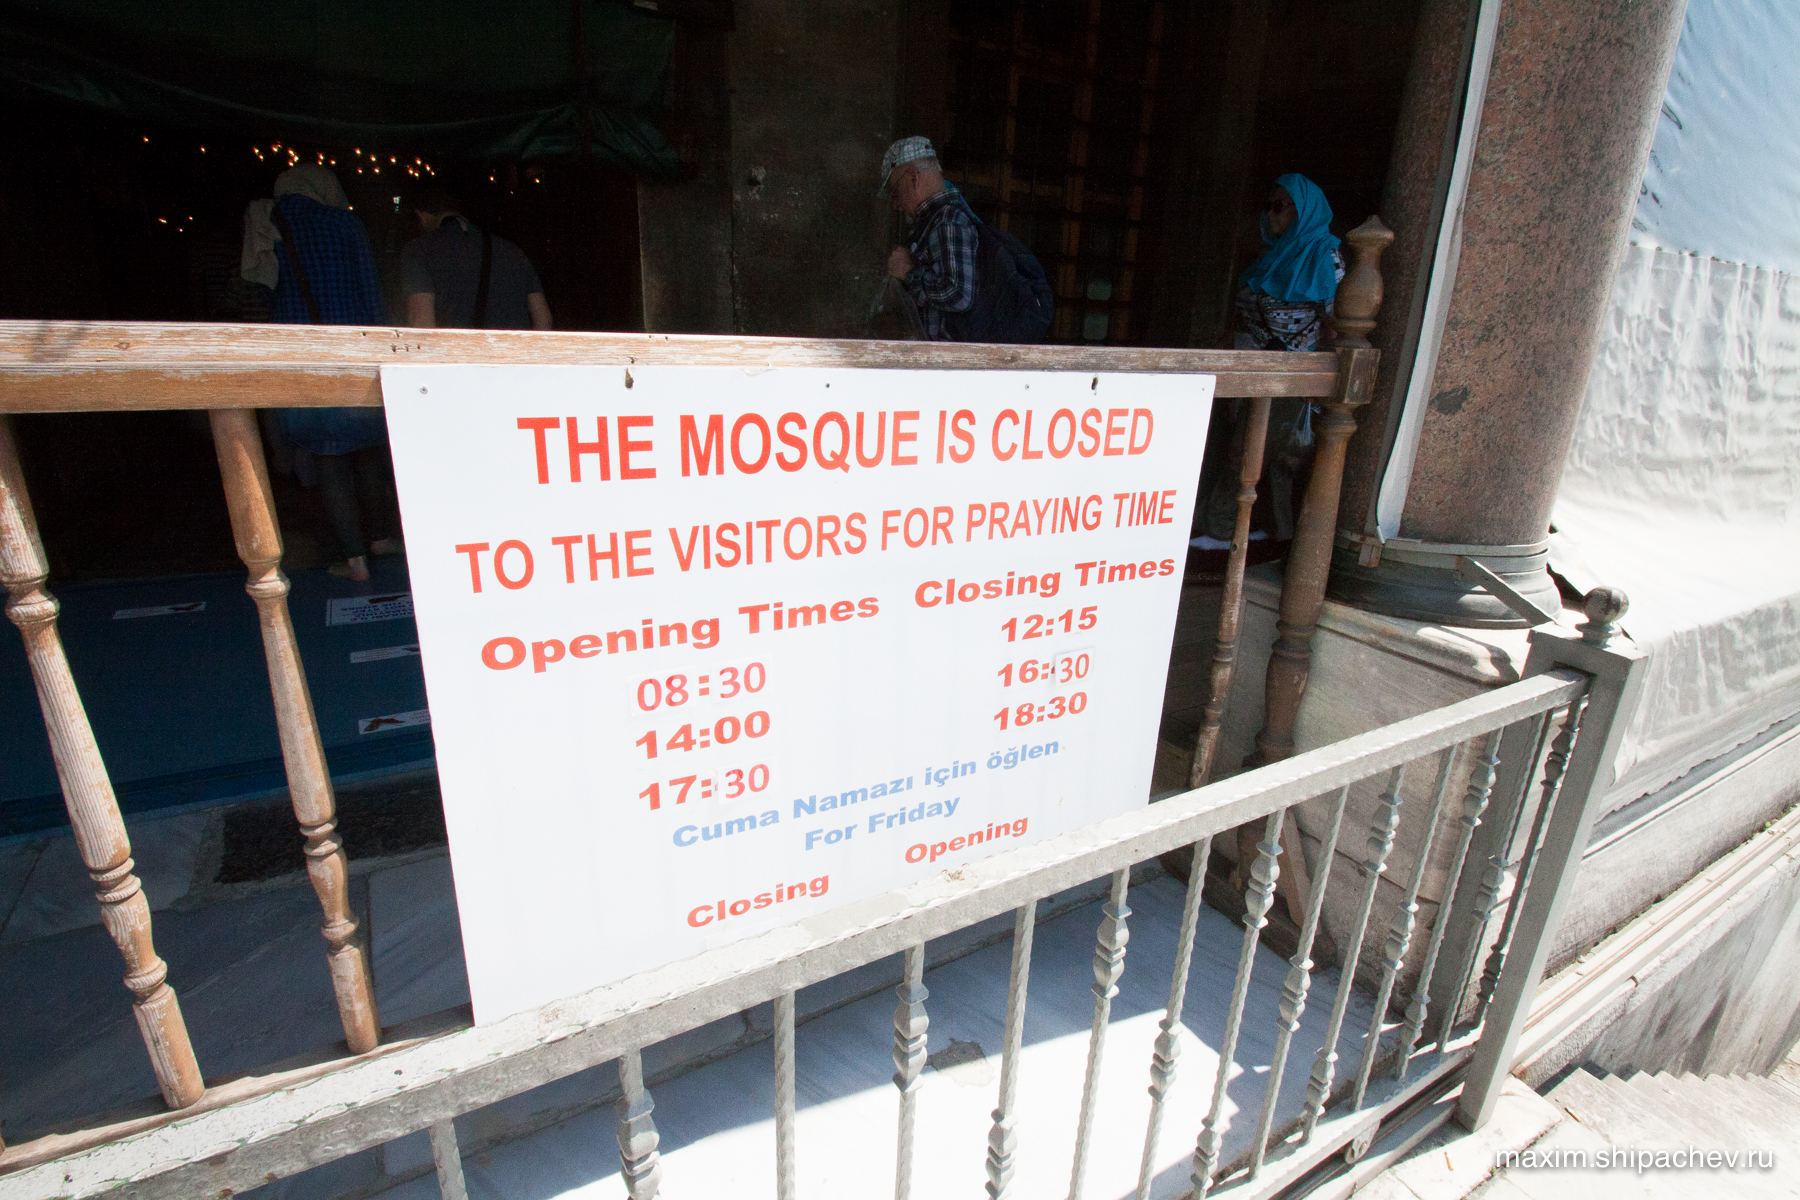 THE MOSQUE IS CLOSED
TO THE VISITORS FOR PRAYING TIME
Opening Times Closing Times
08:30 12:15
14:00 16:30
17:30 18:30
Cuma Namazı için öğlen
For Friday
Closing Opening
maxim.shipachev.ru